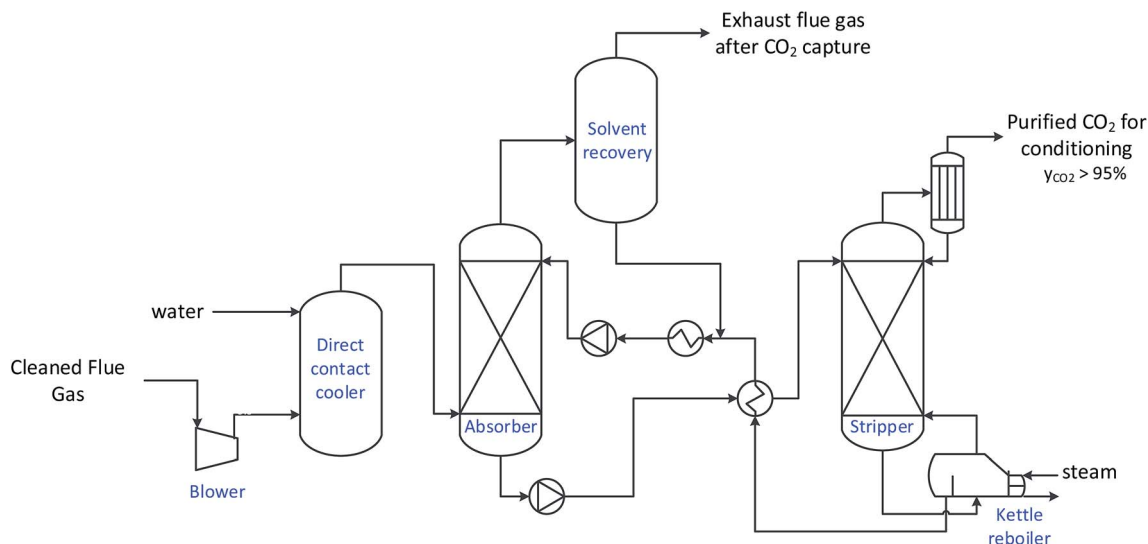 Exhaust flue gas
after CO₂ capture
Solvent
recovery
Purified CO₂ for
conditioning
yCO2 > 95%
water
Direct
contact
cooler
Cleaned Flue
Gas
Absorber
Stripper
Blower
steam
Kettle
reboiler